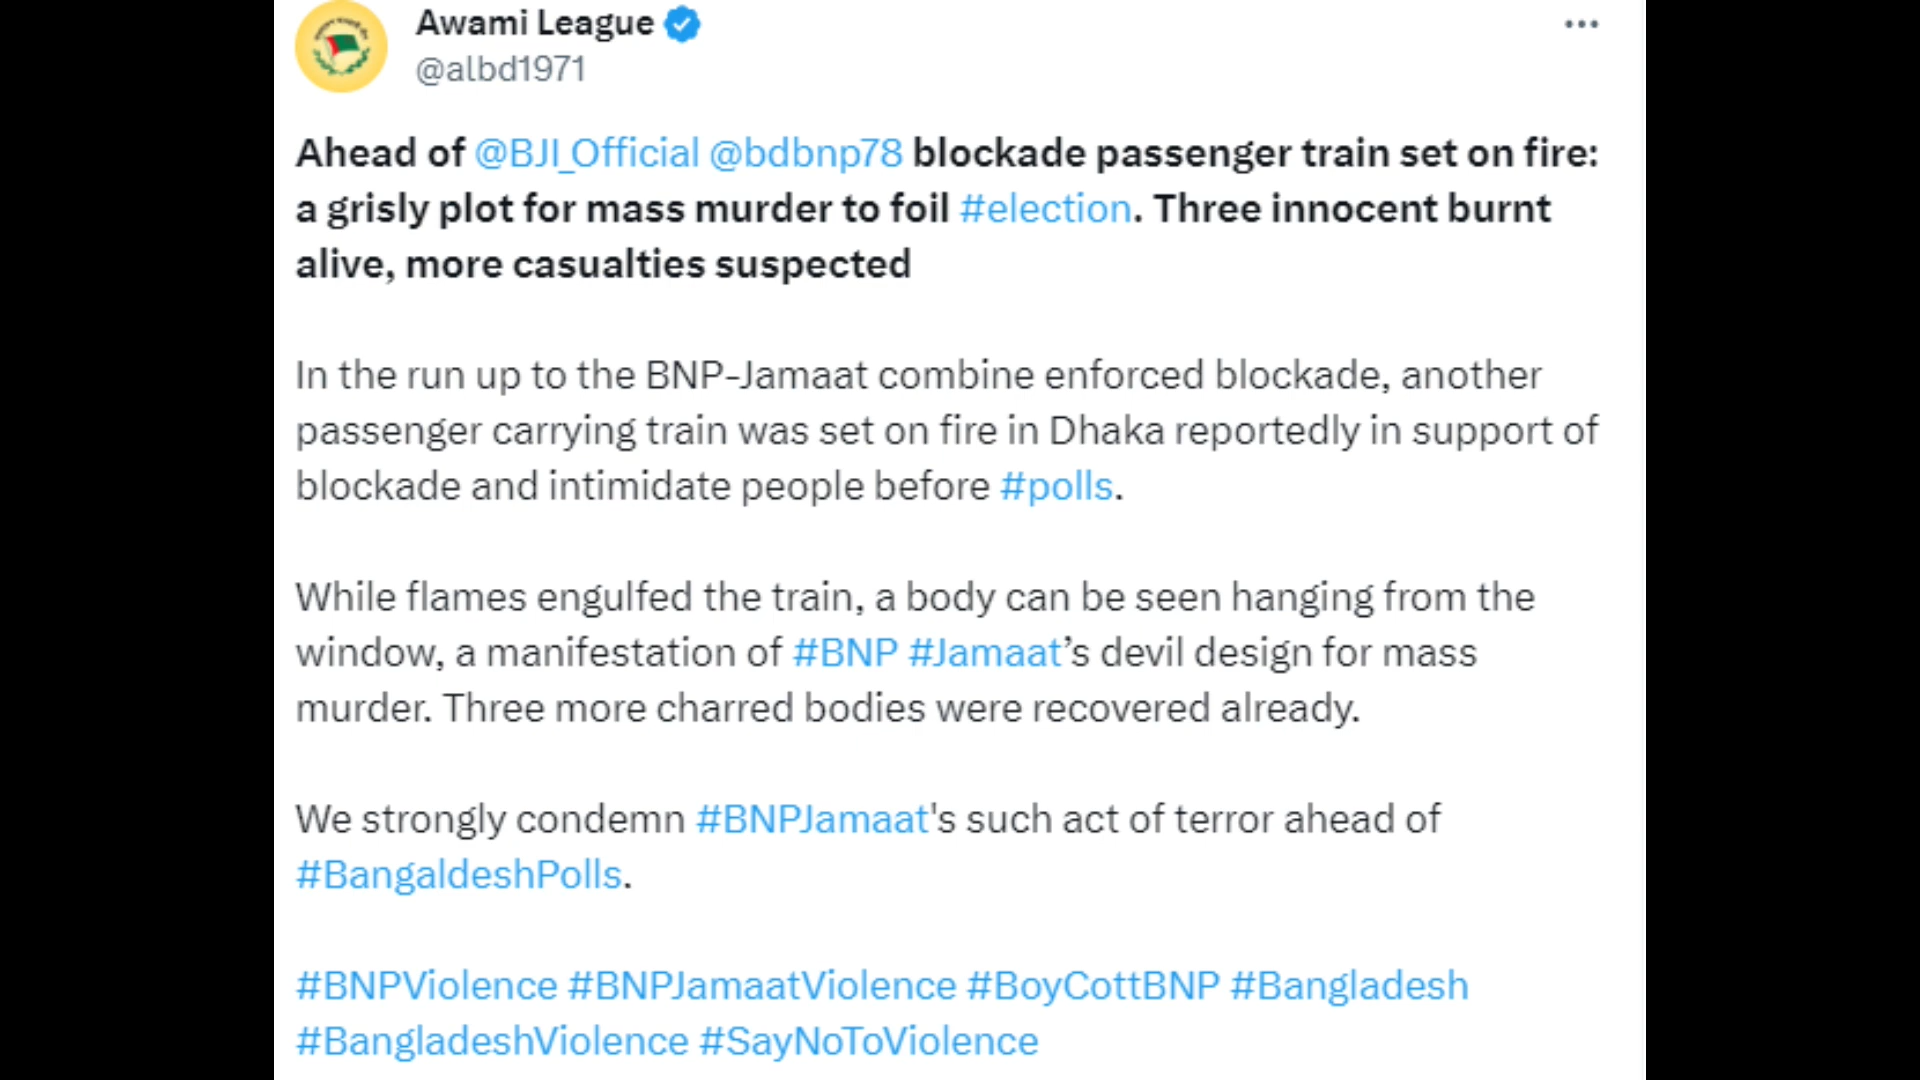 Awami League
@albd1971
Ahead of @BJI_Official @bdbnp78 blockade passenger train set on fire:
a grisly plot for mass murder to foil #election. Three innocent burnt
alive, more casualties suspected
In the run up to the BNP-Jamaat combine enforced blockade, another
passenger carrying train was set on fire in Dhaka reportedly in support of
blockade and intimidate people before #polls.
While flames engulfed the train, a body can be seen hanging from the
window, a manifestation of #BNP #Jamaat’s devil design for mass
murder. Three more charred bodies were recovered already.
We strongly condemn #BNPJamaat's such act of terror ahead of
#BangaldeshPolls.
#BNPViolence #BNPJamaatViolence #BoyCottBNP #Bangladesh
#BangladeshViolence #SayNoToViolence